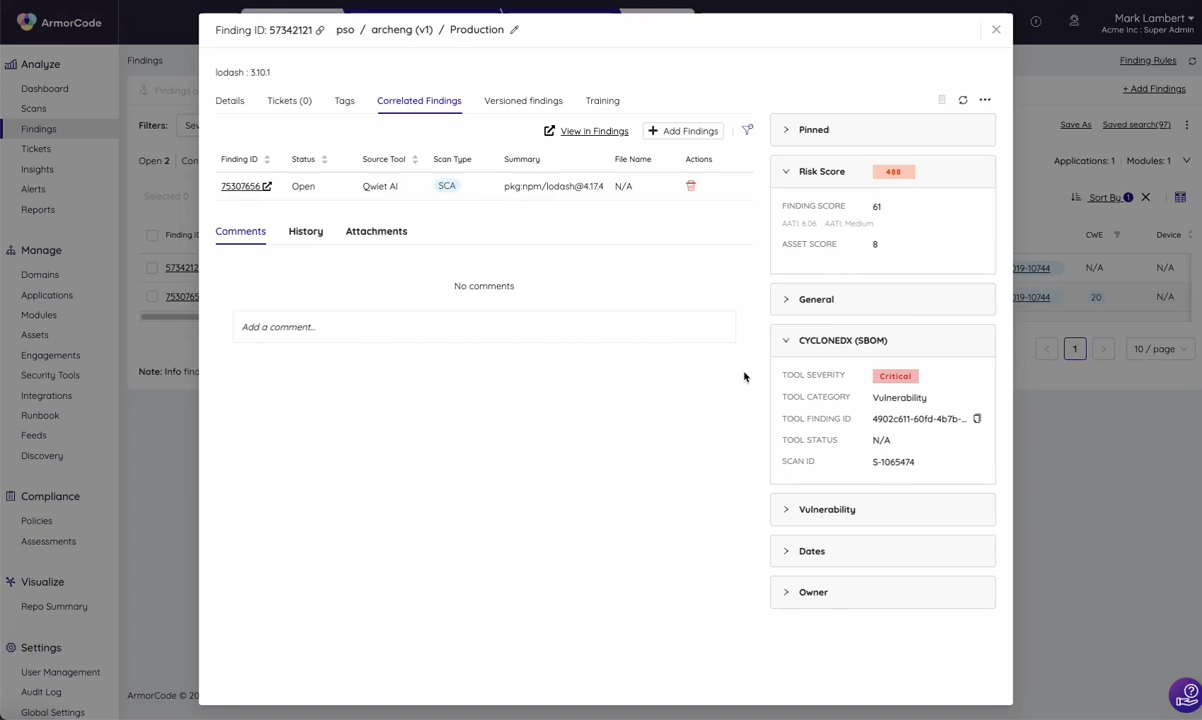 ArmorCode
Finding ID: 57342121 pso / archeng (v1) / Production
Mark Lambert
Acme Inc : Super Admin
Analyze
Dashboard
Scans
Findings
Tickets
Insights
Alerts
Reports
Manage
Domains
Applications
Modules
Assets
Engagements
Security Tools
Integrations
Runbook
Feeds
Discovery
Compliance
Policies
Assessments
Visualize
Repo Summary
Settings
User Management
Audit Log
Global Settings
Findings
Finding Rules
+ Add Findings
Filters:
Save As Saved search(97)
Open 2
Applications: 1 Modules: 1
Selected 0
Sort By 1
Finding ID
CWE Device
5734212
019-10744 N/A N/A
7530765
019-10744 20 N/A
1
10 / page
Note: Info find
ArmorCode © 20
lodash : 3.10.1
Details Tickets (0) Tags Correlated Findings Versioned findings Training
View in Findings + Add Findings
Finding ID Status Source Tool Scan Type Summary File Name Actions
75307656 Open Qwiet AI SCA pkg:npm/lodash@4.17.4 N/A
Comments History Attachments
No comments
Add a comment...
Pinned
Risk Score 488
FINDING SCORE 61
AATI: 6.06 AATI: Medium
ASSET SCORE 8
General
CYCLONEDX (SBOM)
TOOL SEVERITY Critical
TOOL CATEGORY Vulnerability
TOOL FINDING ID 4902c611-60fd-4b7b-...
TOOL STATUS N/A
SCAN ID S-1065474
Vulnerability
Dates
Owner